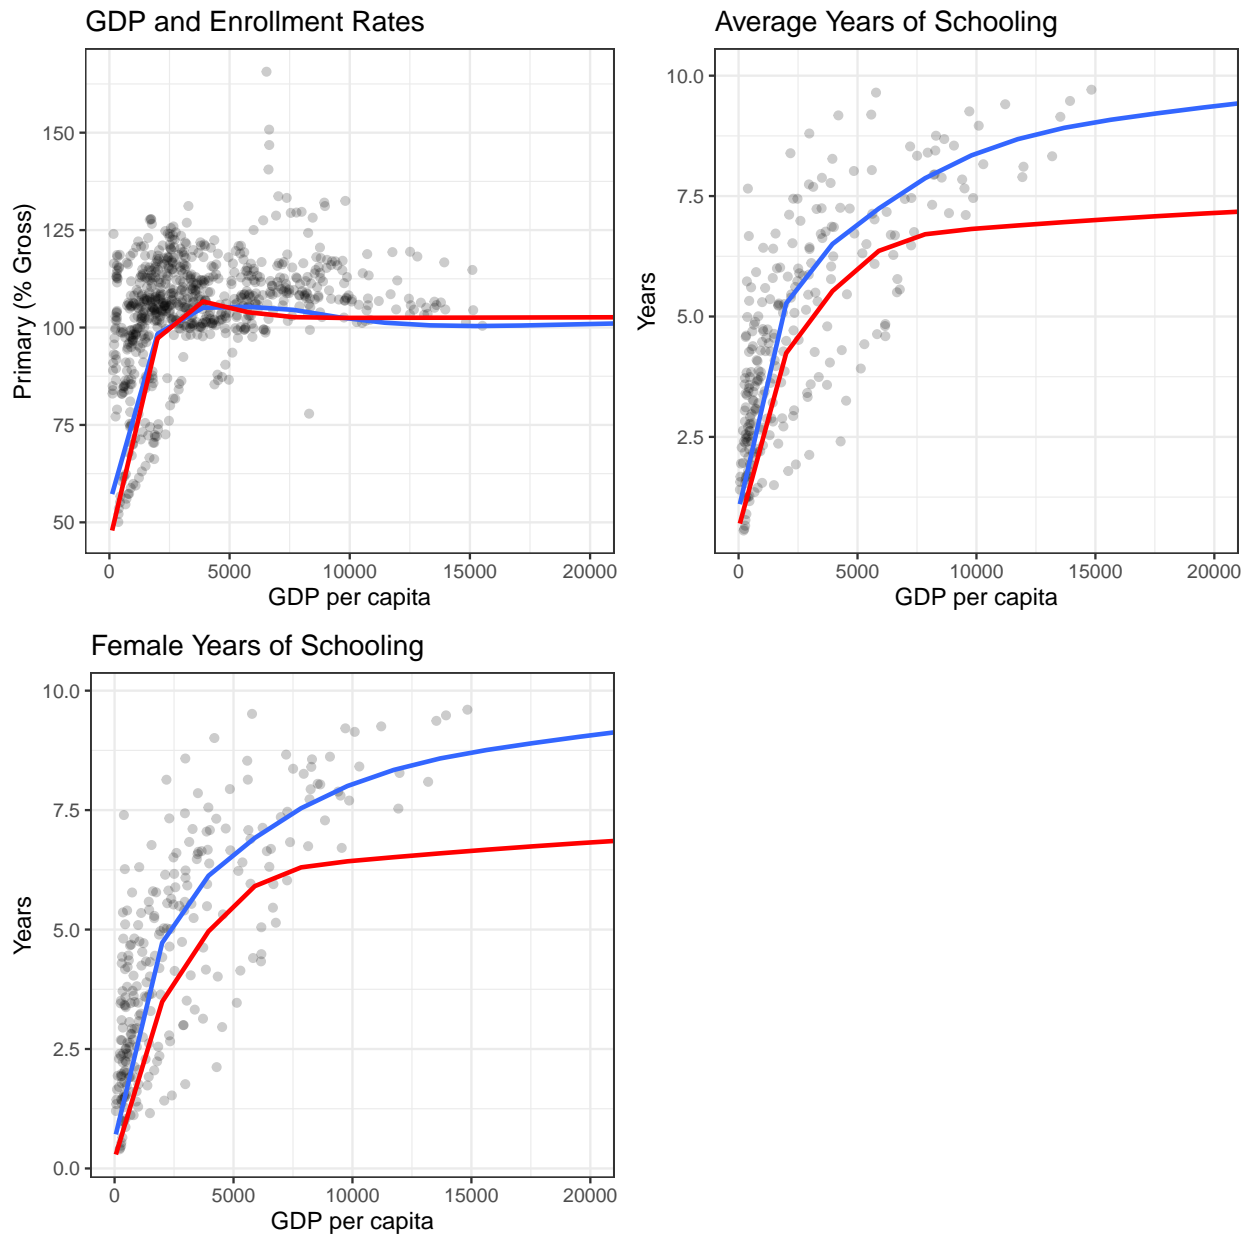 GDP and Enrollment Rates
Primary (% Gross)
150
125
100
75
50
0 5000 10000 15000 20000
GDP per capita
Average Years of Schooling
Years
10.0
7.5
5.0
2.5
0 5000 10000 15000 20000
GDP per capita
Female Years of Schooling
Years
10.0
7.5
5.0
2.5
0.0
0 5000 10000 15000 20000
GDP per capita